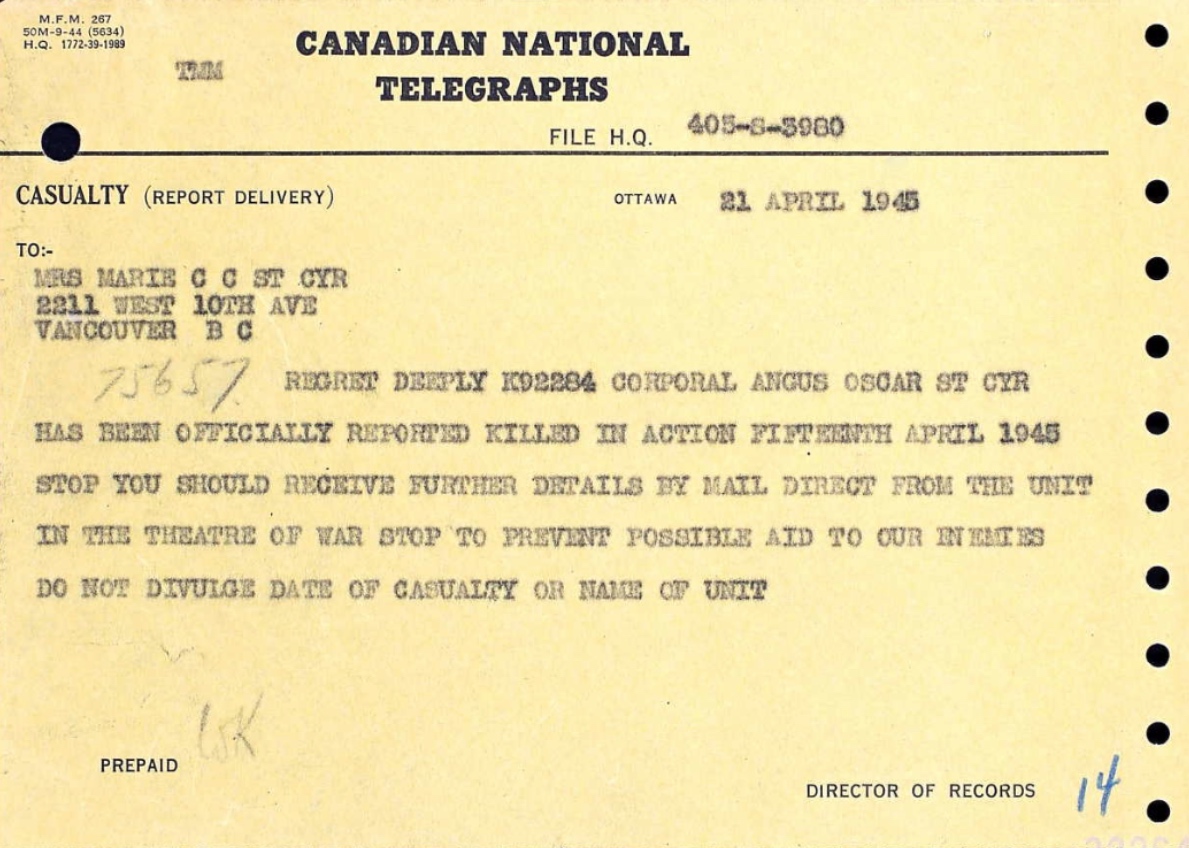 M.F.M. 267
50M-9-44 (5634)
H.Q. 1772-39-1989
TMM
CANADIAN NATIONAL
TELEGRAPHS
FILE H.Q. 405-S-3980
CASUALTY (REPORT DELIVERY) OTTAWA 21 APRIL 1945
TO:-
MRS MARIE C C ST CYR
2211 WEST 10TH AVE
VANCOUVER B C
75657 REGRET DEEPLY K92284 CORPORAL ANGUS OSCAR ST CYR
HAS BEEN OFFICIALLY REPORTED KILLED IN ACTION FIFTEENTH APRIL 1945
STOP YOU SHOULD RECEIVE FURTHER DETAILS BY MAIL DIRECT FROM THE UNIT
IN THE THEATRE OF WAR STOP TO PREVENT POSSIBLE AID TO OUR ENEMIES
DO NOT DIVULGE DATE OF CASUALTY OR NAME OF UNIT
PREPAID
DIRECTOR OF RECORDS 14